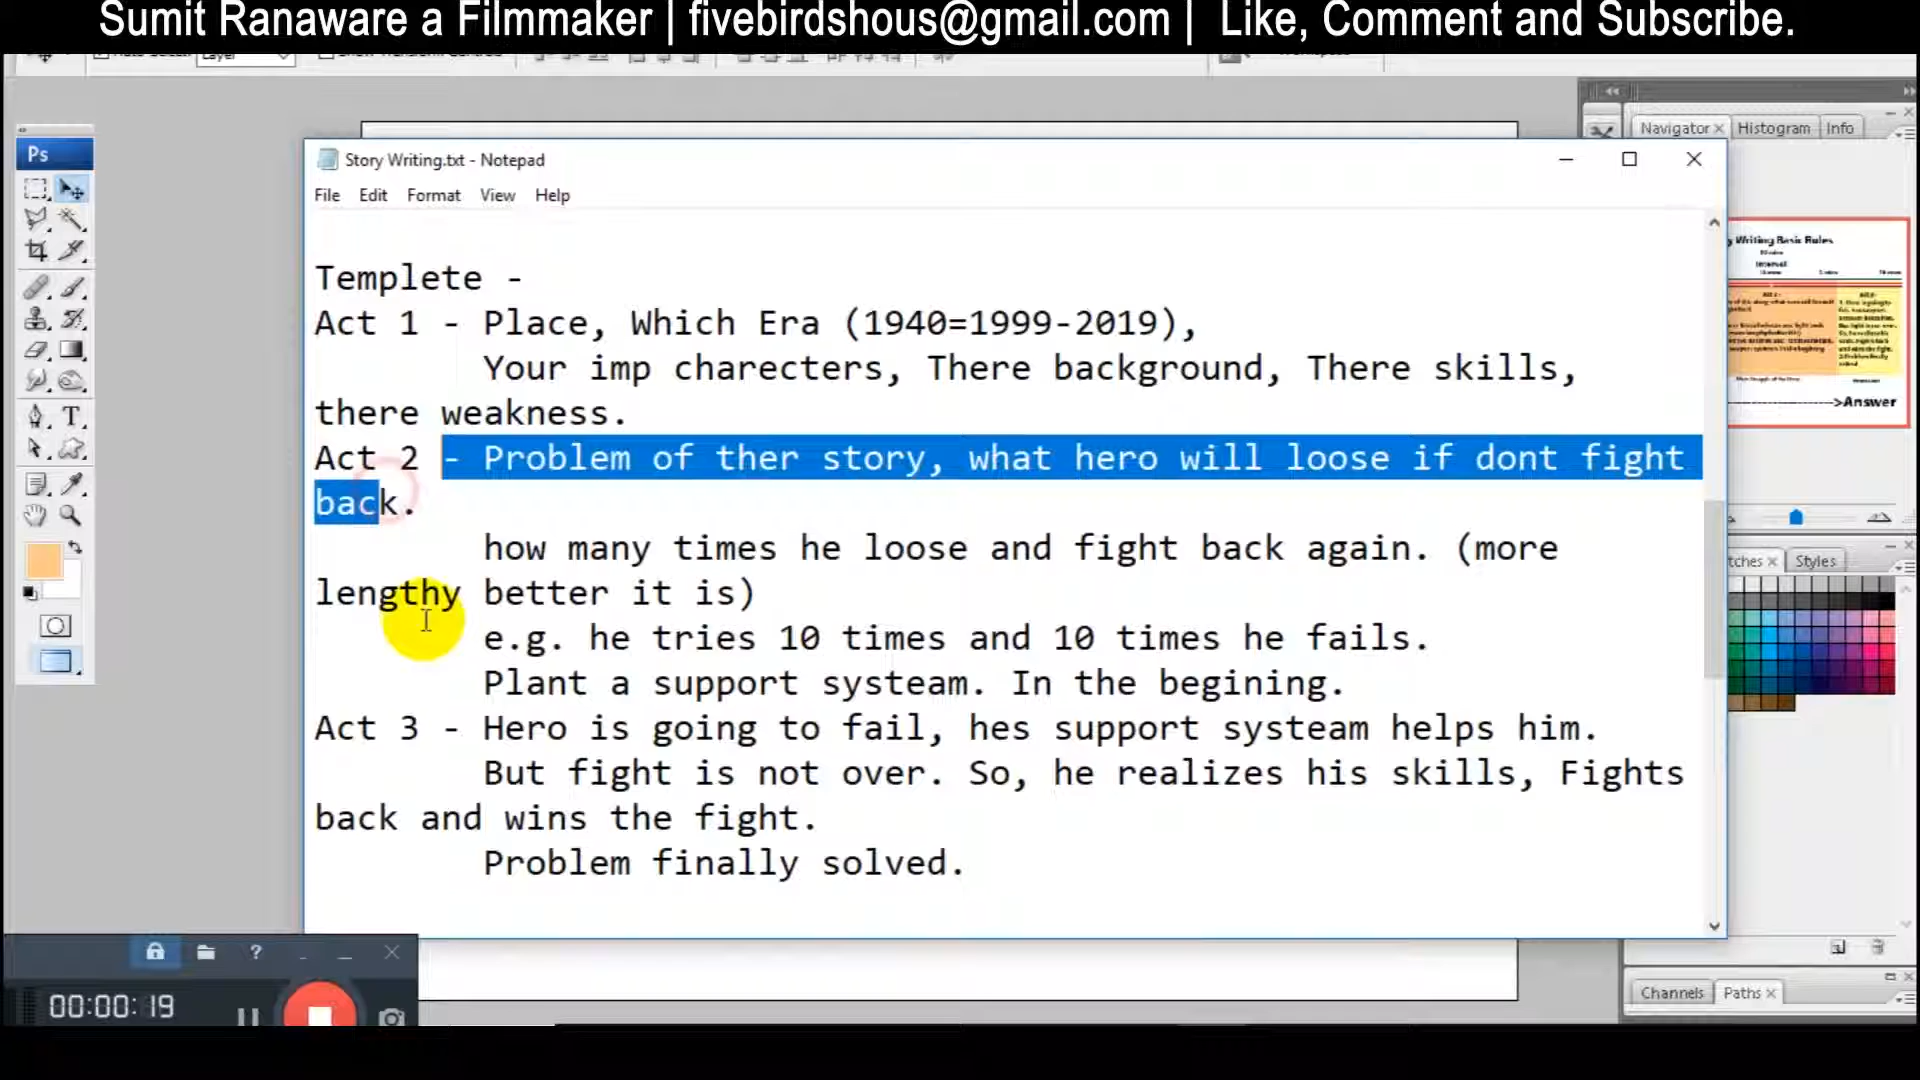 Sumit Ranaware a Filmmaker | fivebirdshous@gmail.com | Like, Comment and Subscribe.
Layer
Ps
Navigator Histogram Info
Story Writing.txt - Notepad
File Edit Format View Help
Templete -
Act 1 - Place, Which Era (1940=1999-2019),
Your imp charecters, There background, There skills,
there weakness.
Act 2 - Problem of ther story, what hero will loose if dont fight
back.
how many times he loose and fight back again. (more
lengthy better it is)
e.g. he tries 10 times and 10 times he fails.
Plant a support systeam. In the begining.
Act 3 - Hero is going to fail, hes support systeam helps him.
But fight is not over. So, he realizes his skills, Fights
back and wins the fight.
Problem finally solved.
y Writing Basic Rules
Interval
>Answer
tches Styles
Channels Paths
00:00:19